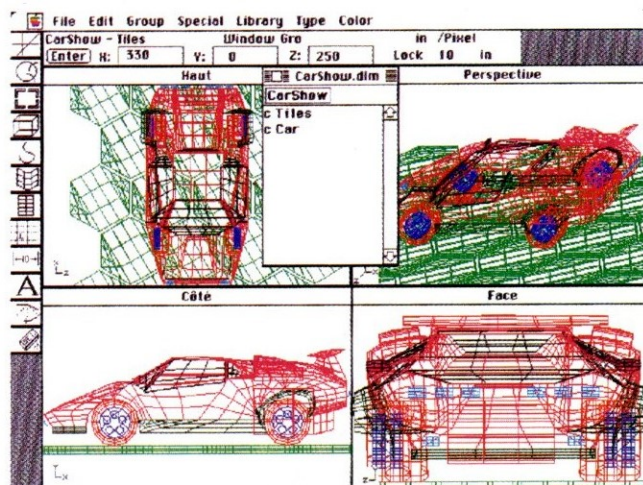 File Edit Group Special Library Type Color
CarShow - Tiles Window Gro in /Pixel
Enter X: 330 Y: 0 Z: 250 Lock 10 in
Haut
CarShow.dim
Perspective
CarShow
c Tiles
c Car
Côté
Face
A